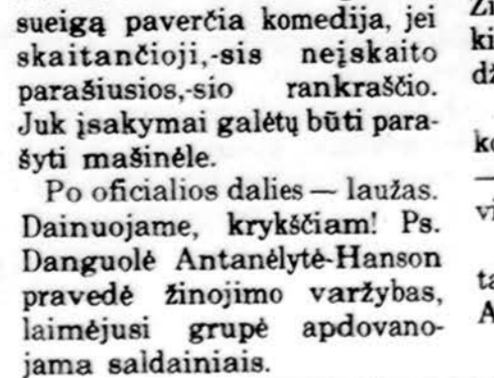 sueigą paverčia komedija, jei
skaitančioji,-sis neįskaito
parašiusios,-sio rankraščio.
Juk įsakymai galėtų būti para-
šyti mašinėle.
Po oficialios dalies — laužas.
Dainuojame, krykščiam! Ps.
Danguolė Antanėlytė-Hanson
pravedė žinojimo varžybas,
laimėjusi grupė apdovano-
jama saldainiais.